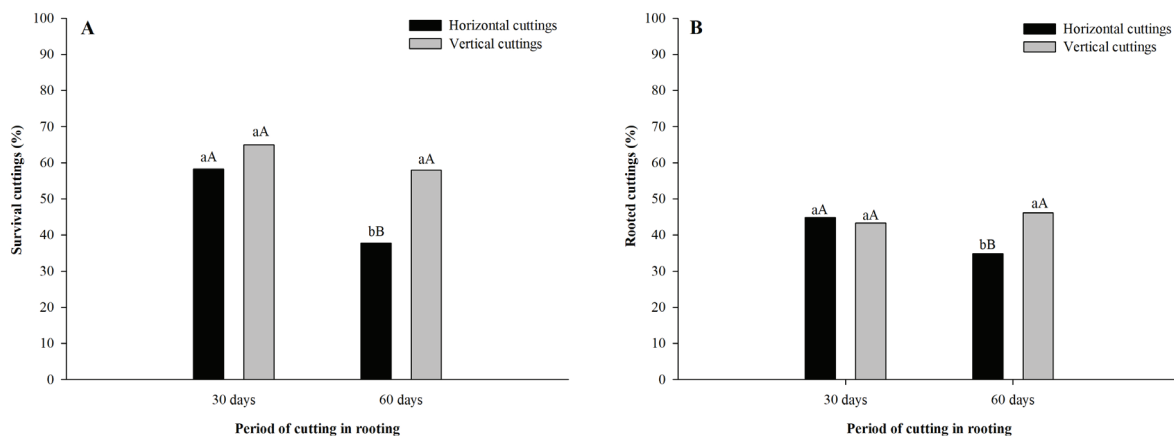 A
Horizontal cuttings
Vertical cuttings
Survival cuttings (%)
100
90
80
70
60
50
40
30
20
10
0
aA
aA
bB
aA
30 days
60 days
Period of cutting in rooting
B
Horizontal cuttings
Vertical cuttings
Rooted cuttings (%)
100
90
80
70
60
50
40
30
20
10
0
aA
aA
bB
aA
30 days
60 days
Period of cutting in rooting